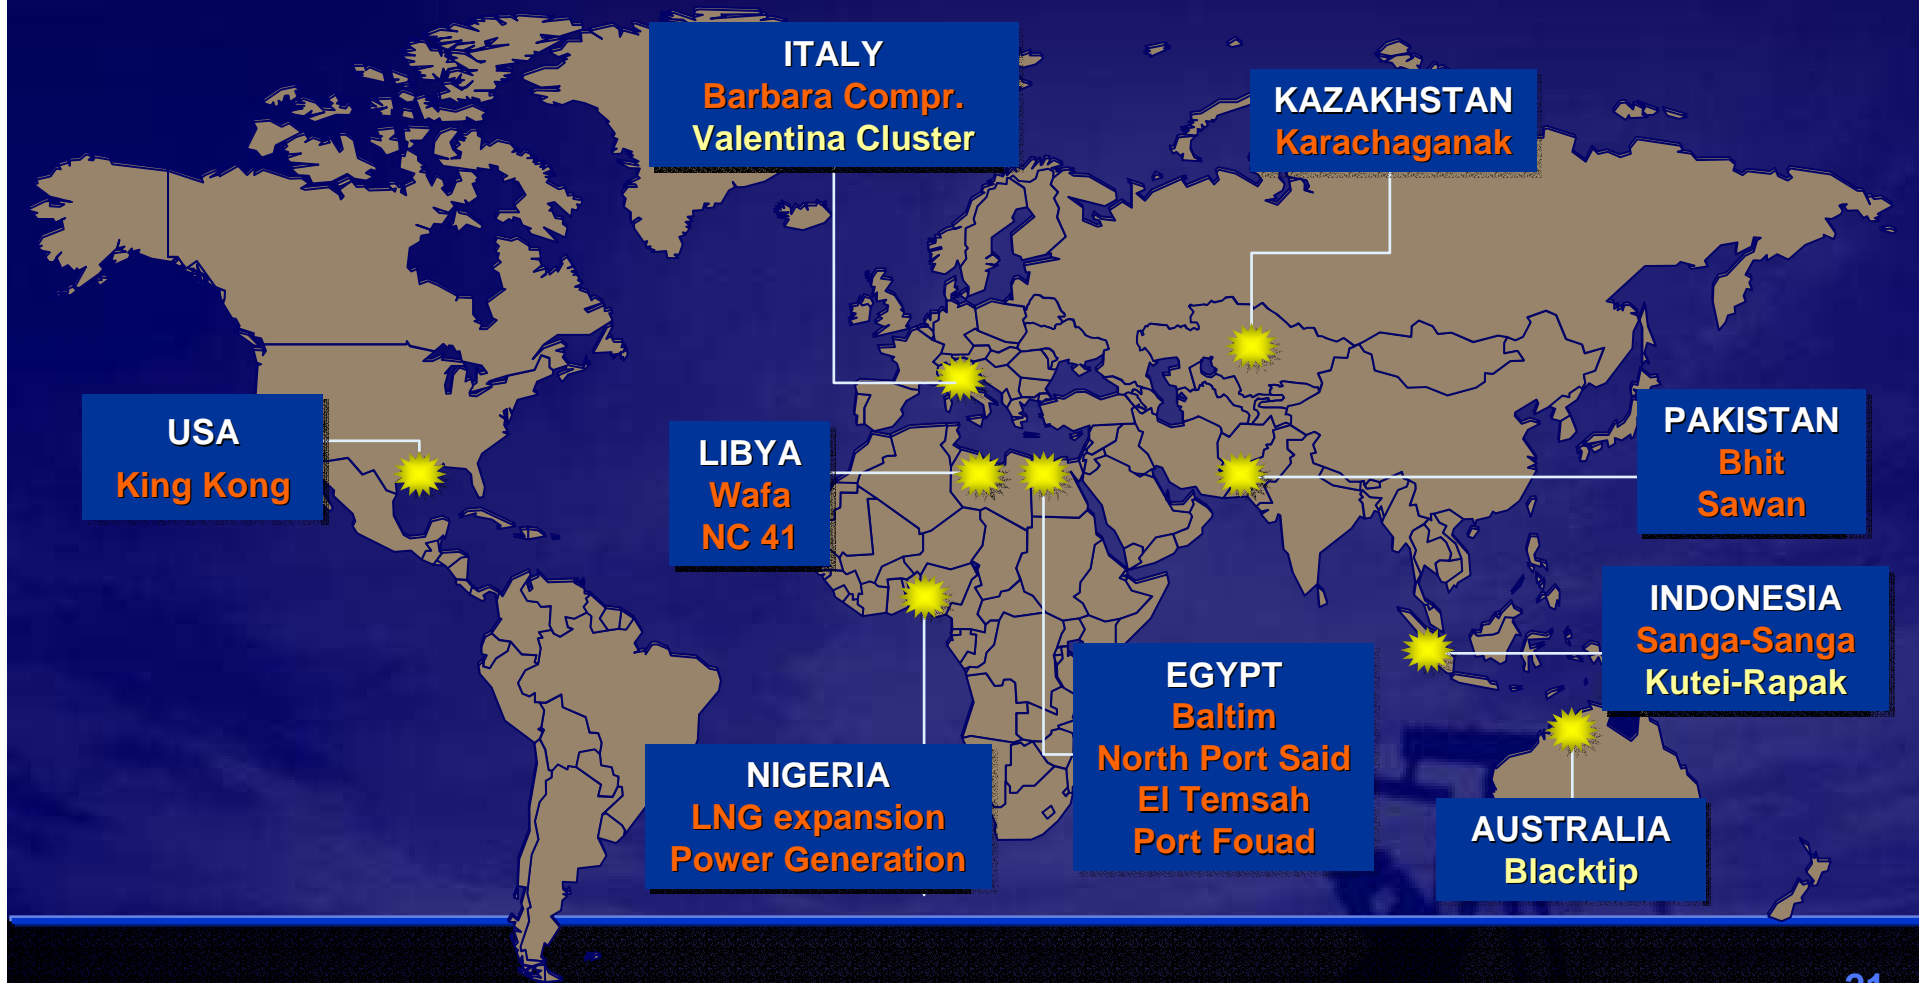 ITALY
Barbara Compr.
Valentina Cluster
KAZAKHSTAN
Karachaganak
USA
King Kong
LIBYA
Wafa
NC 41
PAKISTAN
Bhit
Sawan
INDONESIA
Sanga-Sanga
Kutei-Rapak
EGYPT
Baltim
North Port Said
El Temsah
Port Fouad
NIGERIA
LNG expansion
Power Generation
AUSTRALIA
Blacktip